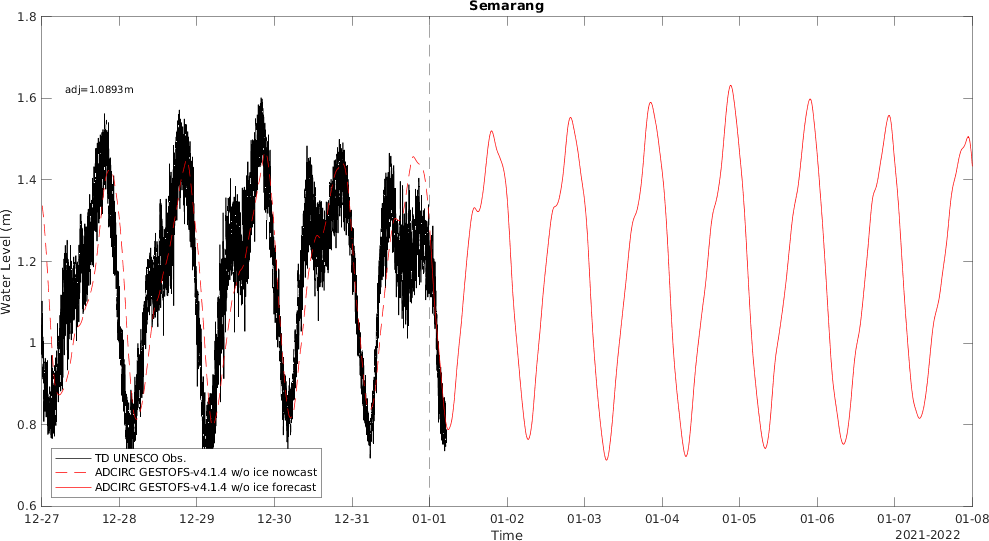 Semarang
1.8
adj=1.0893m
1.6
1.4
1.2
1
0.8
0.6
Water Level (m)
TD UNESCO Obs.
ADCIRC GESTOFS-v4.1.4 w/o ice nowcast
ADCIRC GESTOFS-v4.1.4 w/o ice forecast
12-27 12-28 12-29 12-30 12-31 01-01 01-02 01-03 01-04 01-05 01-06 01-07 01-08
Time
2021-2022